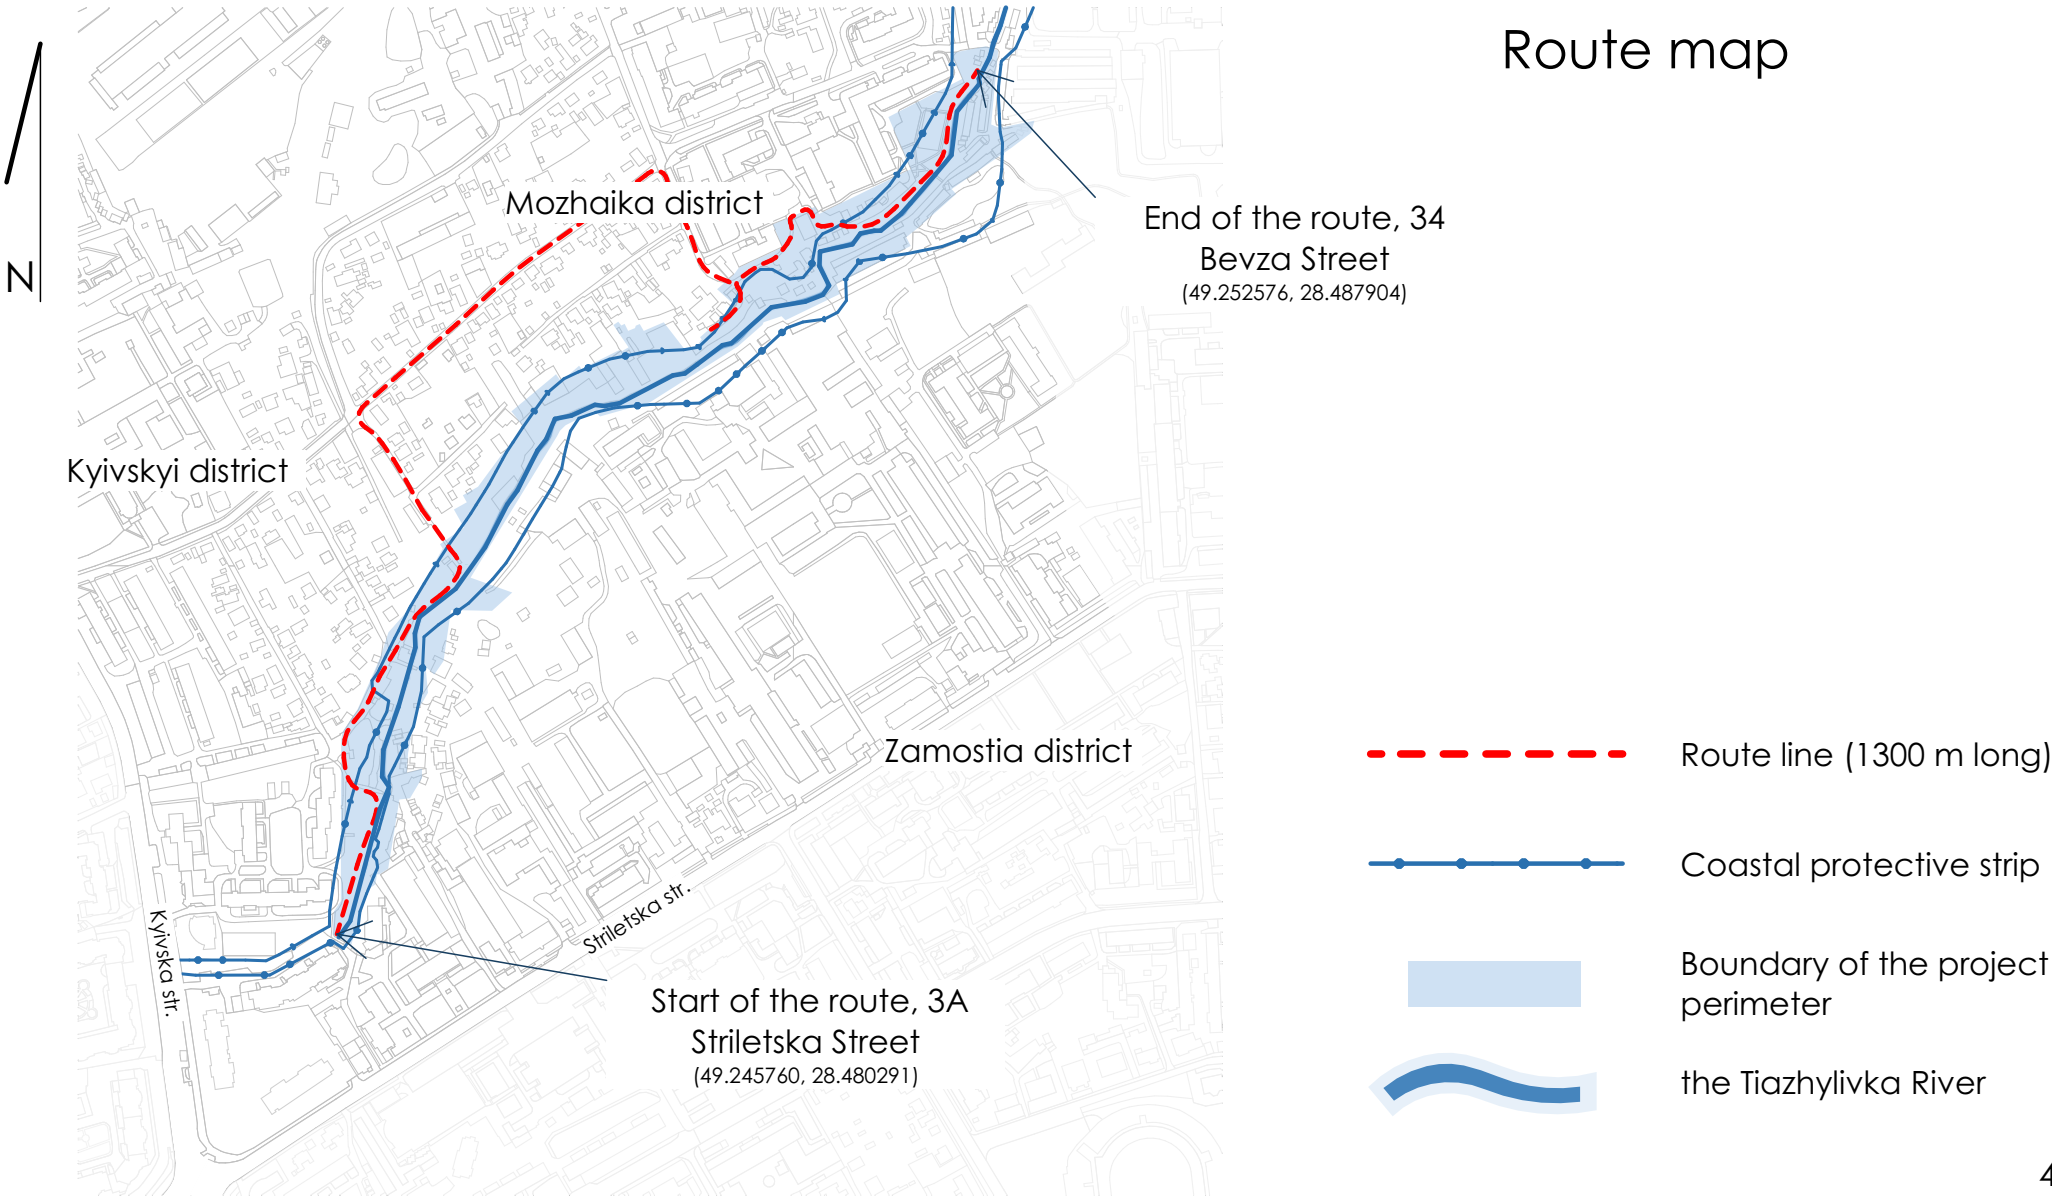 Route map
N
Mozhaika district
End of the route, 34
Bevza Street
(49.252576, 28.487904)
Kyivskyi district
Zamostia district
Kyivska str.
Striletska str.
Start of the route, 3A
Striletska Street
(49.245760, 28.480291)
Route line (1300 m long)
Coastal protective strip
Boundary of the project
perimeter
the Tiazhylivka River
4